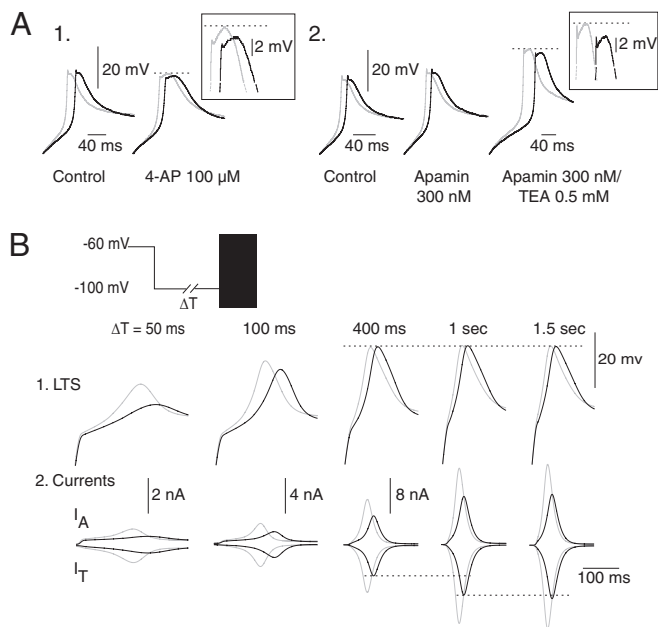 A
1.
20 mV
2 mV
40 ms
Control
4-AP 100 µM
2.
20 mV
2 mV
40 ms
40 ms
Control
Apamin
300 nM
Apamin 300 nM/
TEA 0.5 mM
B
-60 mV
-100 mV
ΔT
ΔT = 50 ms
100 ms
400 ms
1 sec
1.5 sec
20 mv
1. LTS
2. Currents
2 nA
4 nA
8 nA
I_A
I_T
100 ms